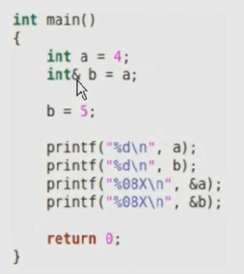 int main()
{
    int a = 4;
    int& b = a;
    b = 5;
    printf("%d\n", a);
    printf("%d\n", b);
    printf("%08X\n", &a);
    printf("%08X\n", &b);
    return 0;
}